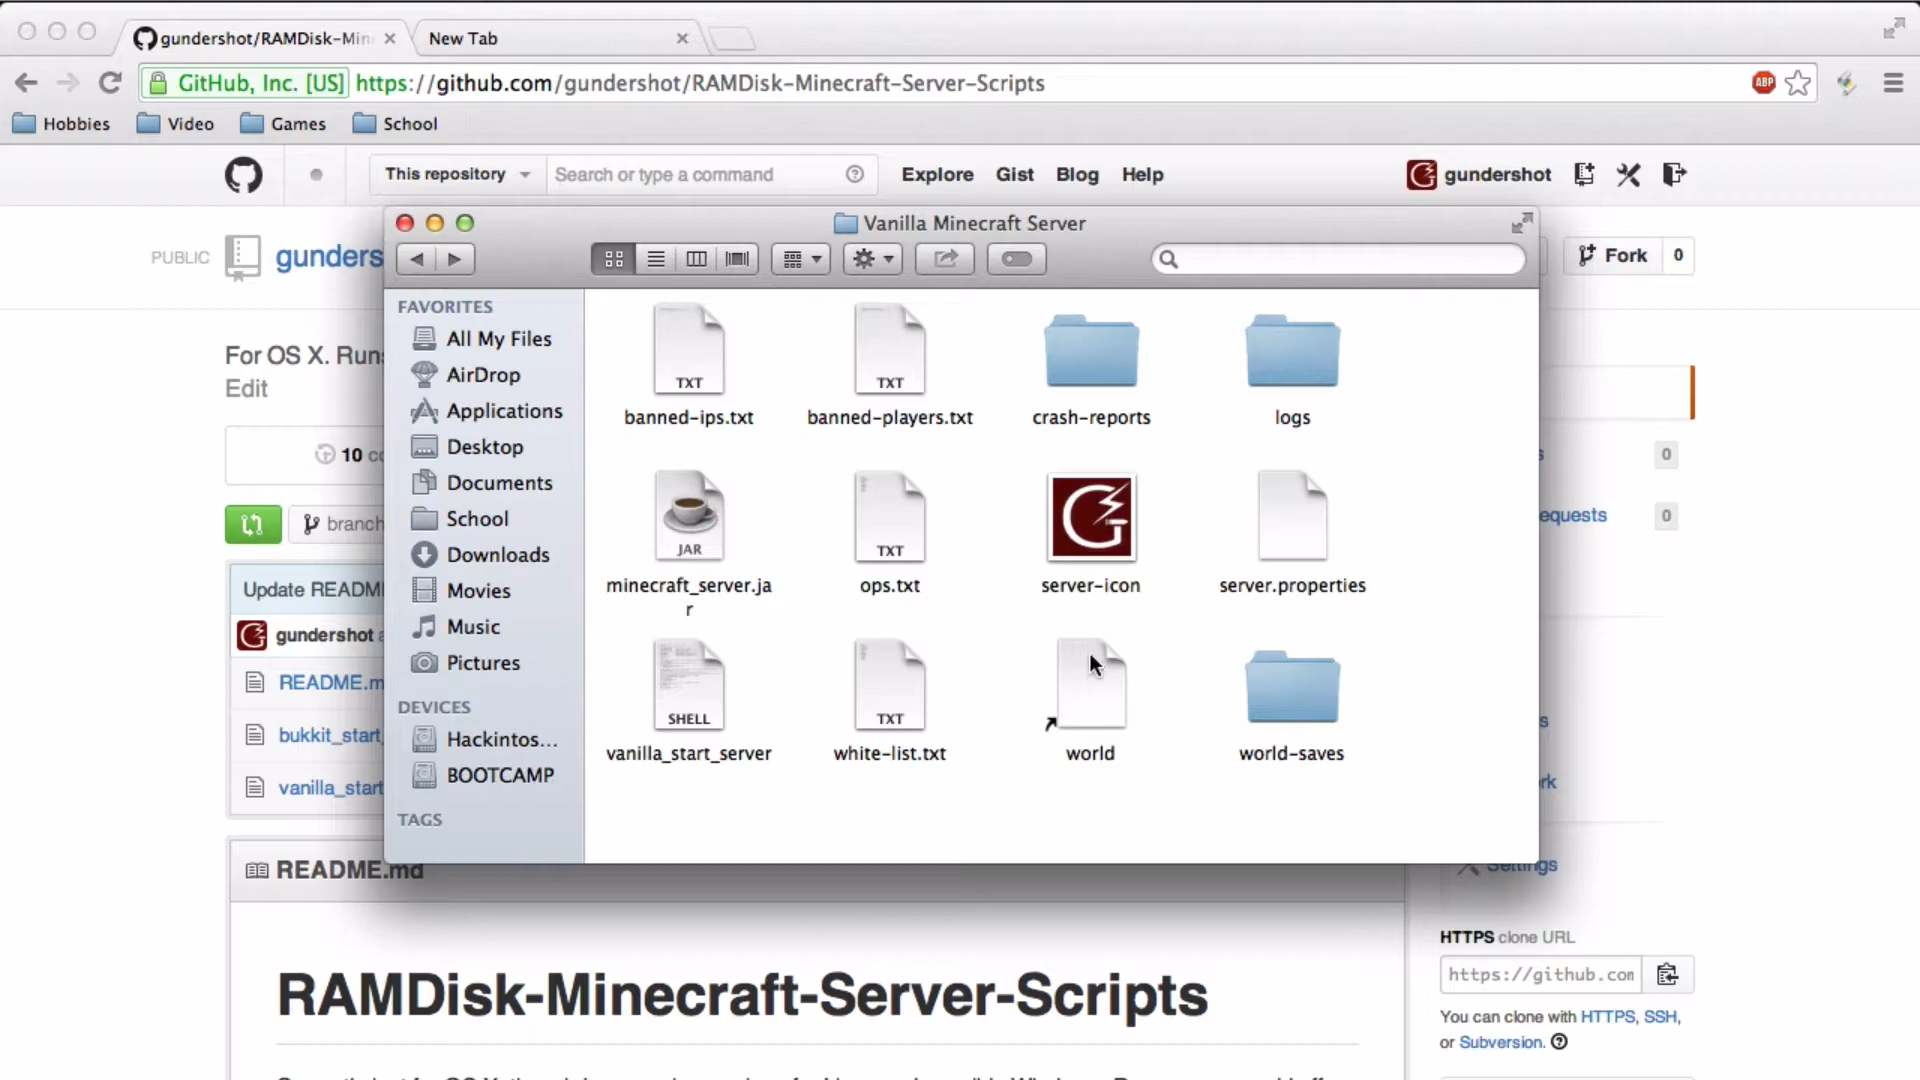 gundershot/RAMDisk-Min
New Tab
GitHub, Inc. [US] https://github.com/gundershot/RAMDisk-Minecraft-Server-Scripts
ABP
Hobbies Video Games School
This repository Search or type a command Explore Gist Blog Help gundershot
Vanilla Minecraft Server
PUBLIC gunders
Fork 0
For OS X. Run
Edit
10 co
branch
Update README
gundershot a
README.m
bukkit_start
vanilla_start
FAVORITES
All My Files
AirDrop
Applications
Desktop
Documents
School
Downloads
Movies
Music
Pictures
DEVICES
Hackintos...
BOOTCAMP
TAGS
TXT
banned-ips.txt
TXT
banned-players.txt
crash-reports
logs
JAR
minecraft_server.ja
r
TXT
ops.txt
server-icon
server.properties
SHELL
vanilla_start_server
TXT
white-list.txt
world
world-saves
s 0
equests 0
s
rk
Settings
README.md
RAMDisk-Minecraft-Server-Scripts
HTTPS clone URL
https://github.com
You can clone with HTTPS, SSH,
or Subversion.